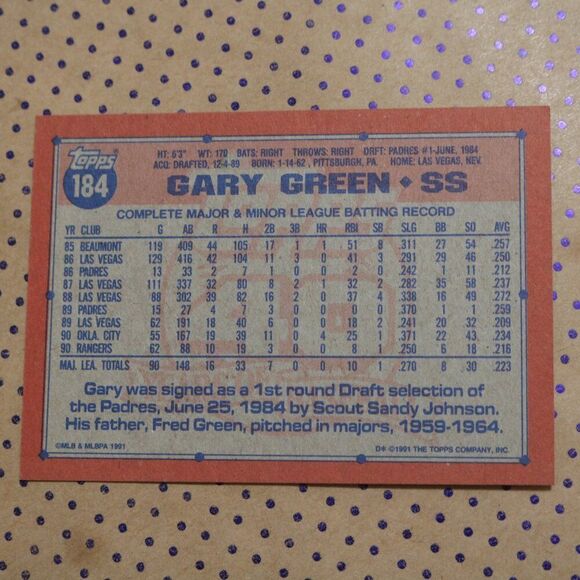 Topps
184
HT: 6'3" WT: 170 BATS: RIGHT THROWS: RIGHT DRFT: PADRES #1-JUNE, 1984
ACQ: DRAFTED, 12-4-89 BORN: 1-14-62, PITTSBURGH, PA. HOME: LAS VEGAS, NEV.
GARY GREEN ♦ SS
COMPLETE MAJOR & MINOR LEAGUE BATTING RECORD
YR CLUB G AB R H 2B 3B HR RBI SB SLG BB SO AVG
85 BEAUMONT 119 409 44 105 17 1 1 51 8 .311 27 54 .257
86 LAS VEGAS 129 416 42 104 11 3 0 41 4 .291 29 46 .250
86 PADRES 13 33 2 7 1 0 0 2 0 .242 1 11 .212
87 LAS VEGAS 111 337 32 80 8 2 1 32 2 .282 35 58 .237
88 LAS VEGAS 88 302 39 82 16 2 0 37 4 .338 16 49 .272
89 PADRES 15 27 4 7 3 0 0 0 0 .370 1 1 .259
89 LAS VEGAS 62 191 18 40 6 1 0 12 1 .241 20 32 .209
90 OKLA. CITY 55 167 19 39 11 0 5 25 0 .371 22 43 .234
90 RANGERS 62 88 10 19 3 0 0 8 1 .250 6 18 .216
MAJ. LEA. TOTALS 90 148 16 33 7 0 0 10 1 .270 8 30 .223
Gary was signed as a 1st round Draft selection of
the Padres, June 25, 1984 by Scout Sandy Johnson.
His father, Fred Green, pitched in majors, 1959-1964.
©MLB & MLBPA 1991 D* ©1991 THE TOPPS COMPANY, INC.